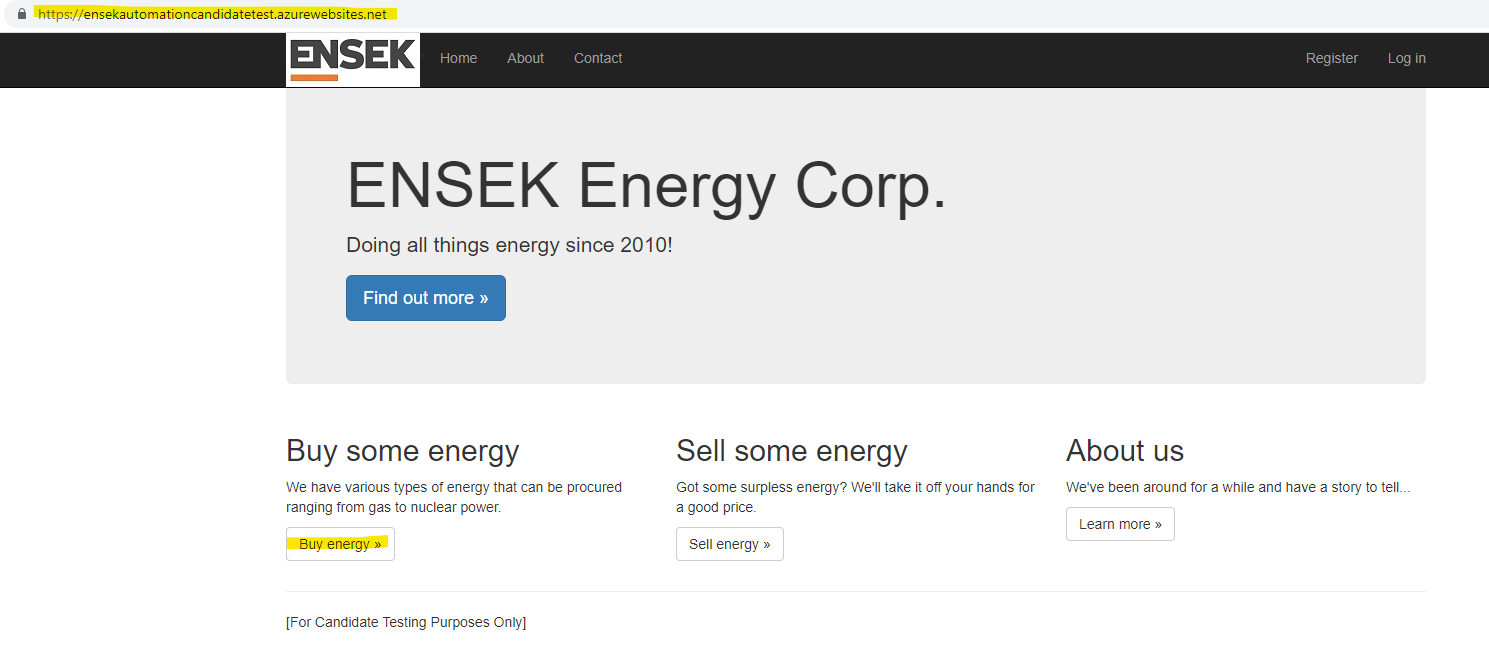 https://ensekautomationcandidatetest.azurewebsites.net
ENSEK Home About Contact Register Log in
ENSEK Energy Corp.
Doing all things energy since 2010!
Find out more »
Buy some energy
We have various types of energy that can be procured
ranging from gas to nuclear power.
Buy energy »
Sell some energy
Got some surpless energy? We'll take it off your hands for
a good price.
Sell energy »
About us
We've been around for a while and have a story to tell...
Learn more »
[For Candidate Testing Purposes Only]